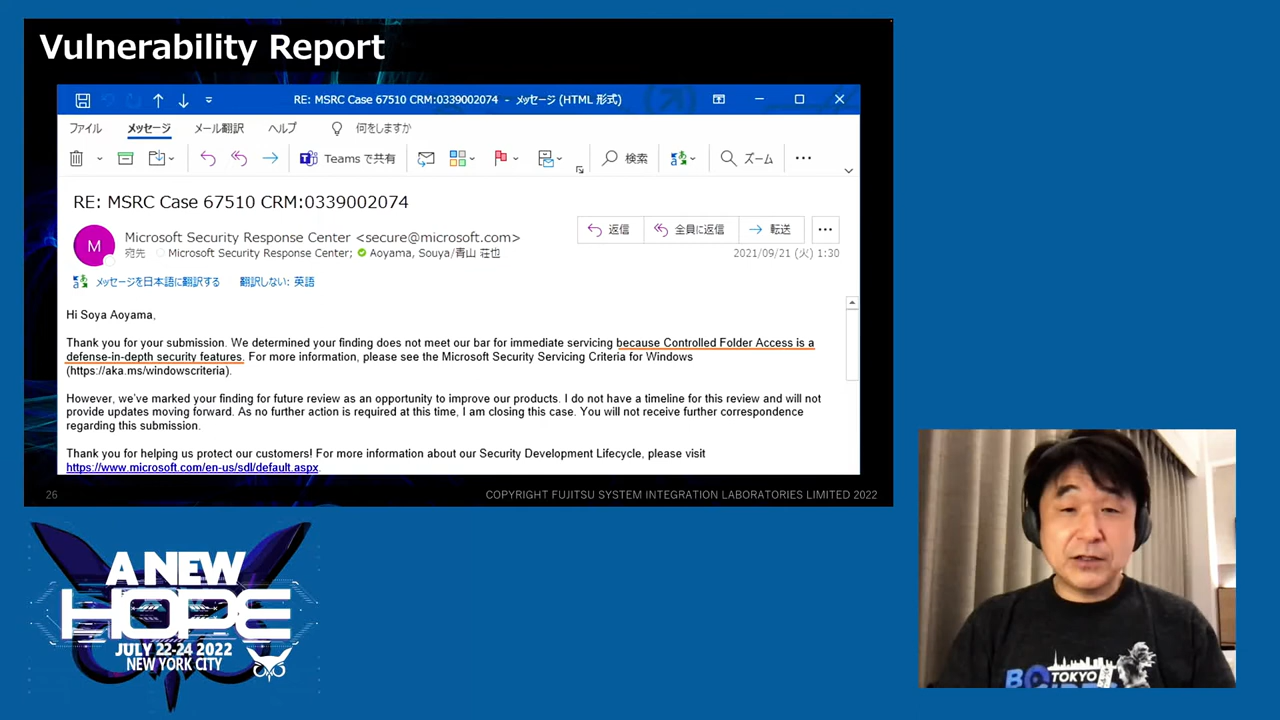 Vulnerability Report
RE: MSRC Case 67510 CRM:0339002074 - メッセージ (HTML 形式)
ファイル メッセージ メール翻訳 ヘルプ 何をしますか
Teams で共有 検索 ズーム
RE: MSRC Case 67510 CRM:0339002074
M
Microsoft Security Response Center <secure@microsoft.com>
宛先 Microsoft Security Response Center; Aoyama, Souya/青山 荘也
返信 全員に返信 転送
2021/09/21 (火) 1:30
メッセージを日本語に翻訳する 翻訳しない: 英語
Hi Soya Aoyama,
Thank you for your submission. We determined your finding does not meet our bar for immediate servicing because Controlled Folder Access is a
defense-in-depth security features. For more information, please see the Microsoft Security Servicing Criteria for Windows
(https://aka.ms/windowscriteria).
However, we've marked your finding for future review as an opportunity to improve our products. I do not have a timeline for this review and will not
provide updates moving forward. As no further action is required at this time, I am closing this case. You will not receive further correspondence
regarding this submission.
Thank you for helping us protect our customers! For more information about our Security Development Lifecycle, please visit
https://www.microsoft.com/en-us/sdl/default.aspx.
26
COPYRIGHT FUJITSU SYSTEM INTEGRATION LABORATORIES LIMITED 2022
A NEW
HOPE
JULY 22-24 2022
NEW YORK CITY
TOKYO